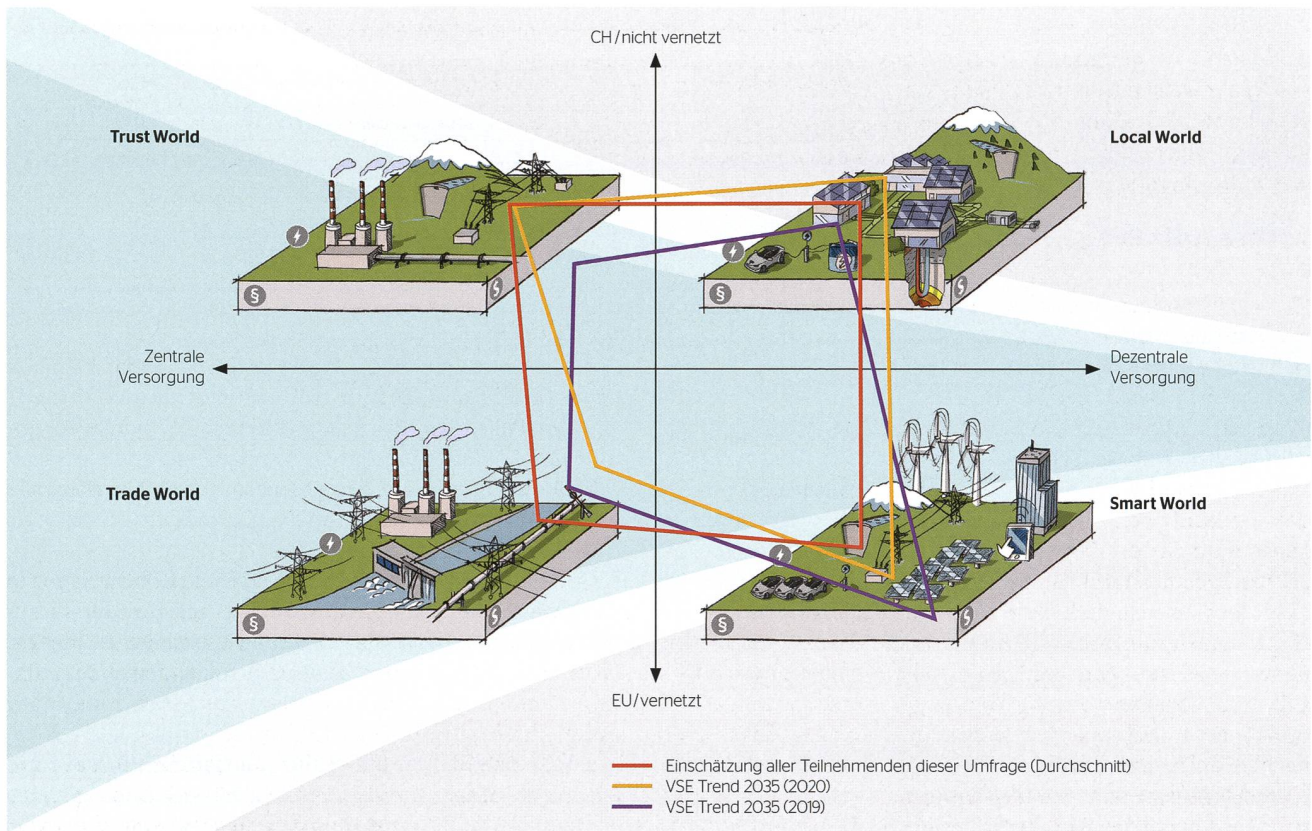 CH/nicht vernetzt
Trust World
Local World
§
§
Zentrale
Versorgung
Dezentrale
Versorgung
Trade World
Smart World
§
§
EU/vernetzt
Einschätzung aller Teilnehmenden dieser Umfrage (Durchschnitt)
VSE Trend 2035 (2020)
VSE Trend 2035 (2019)